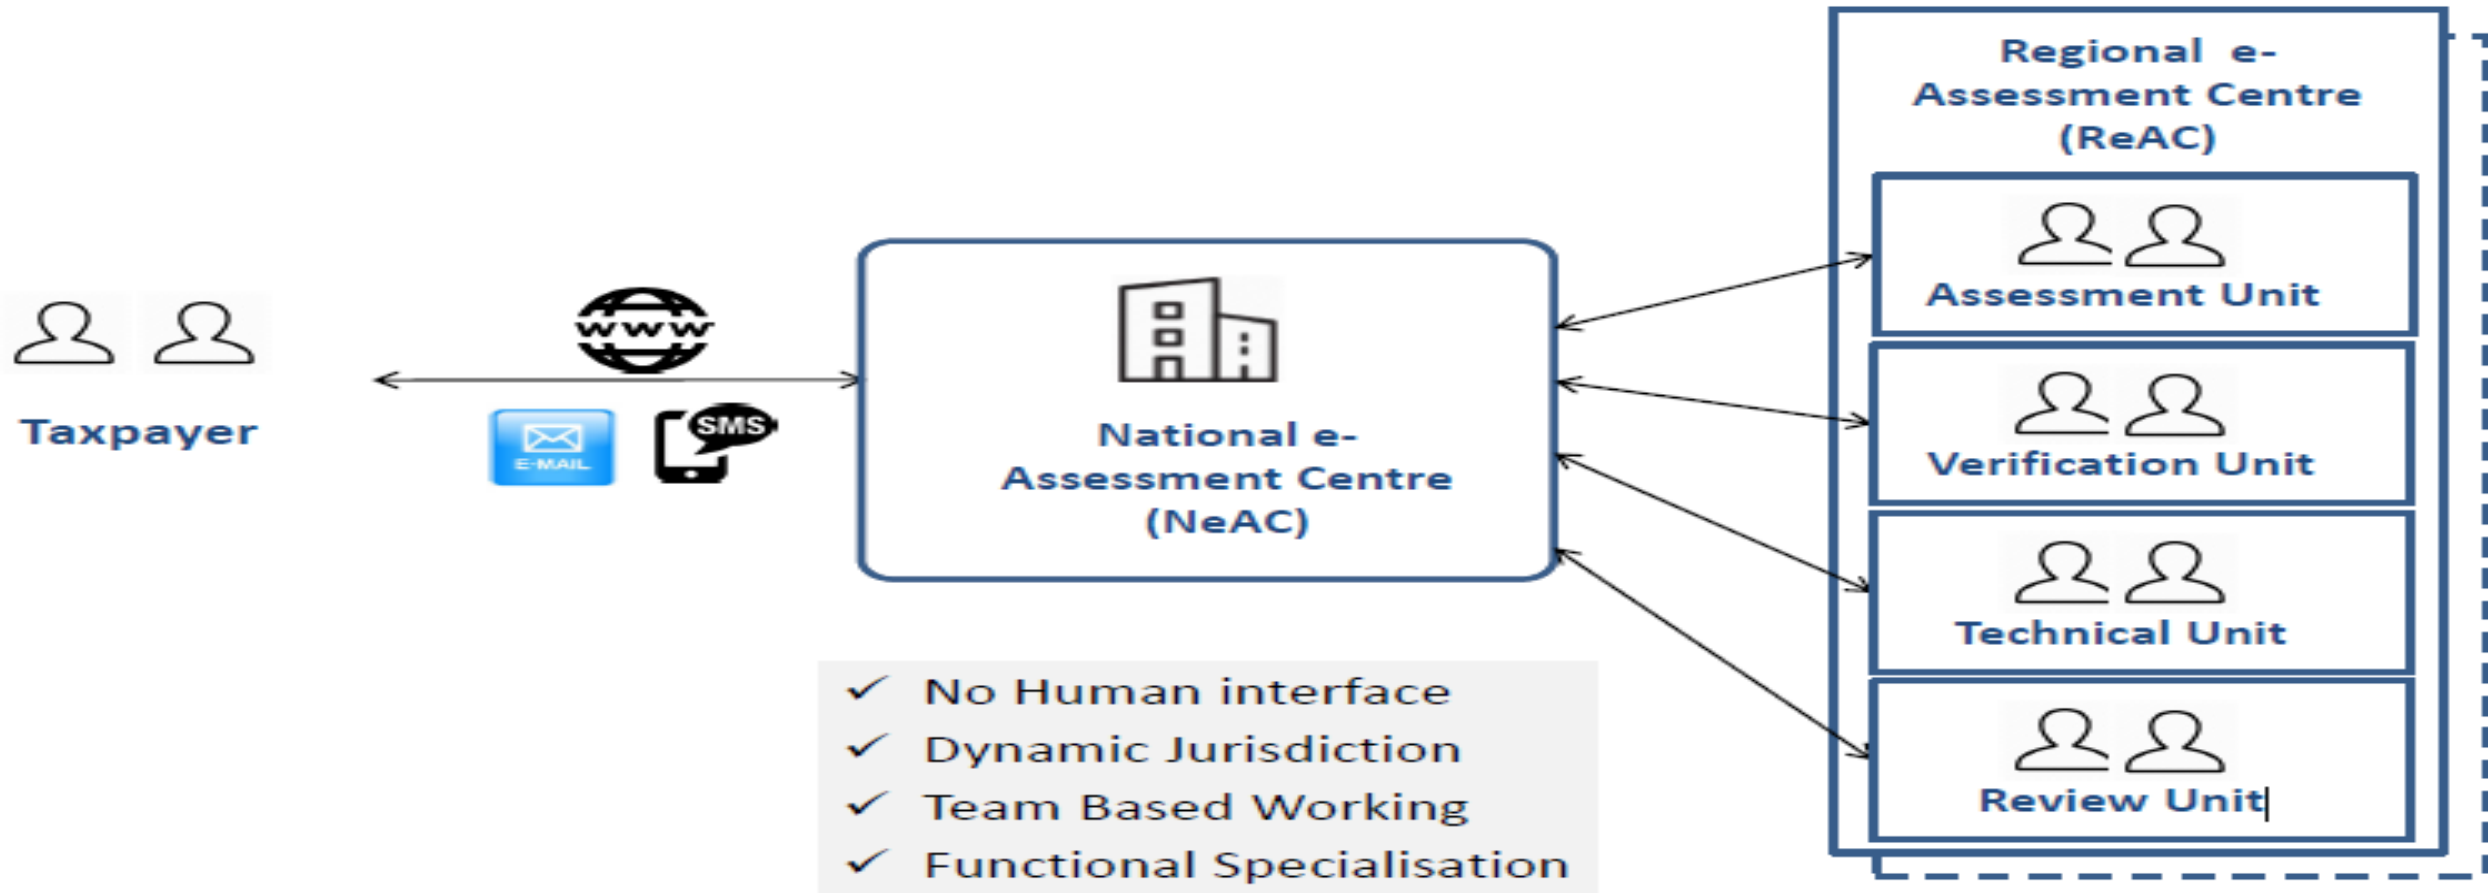 Taxpayer
www
E-MAIL
SMS
National e-
Assessment Centre
(NeAC)
No Human interface
Dynamic Jurisdiction
Team Based Working
Functional Specialisation
Regional e-
Assessment Centre
(ReAC)
Assessment Unit
Verification Unit
Technical Unit
Review Unit